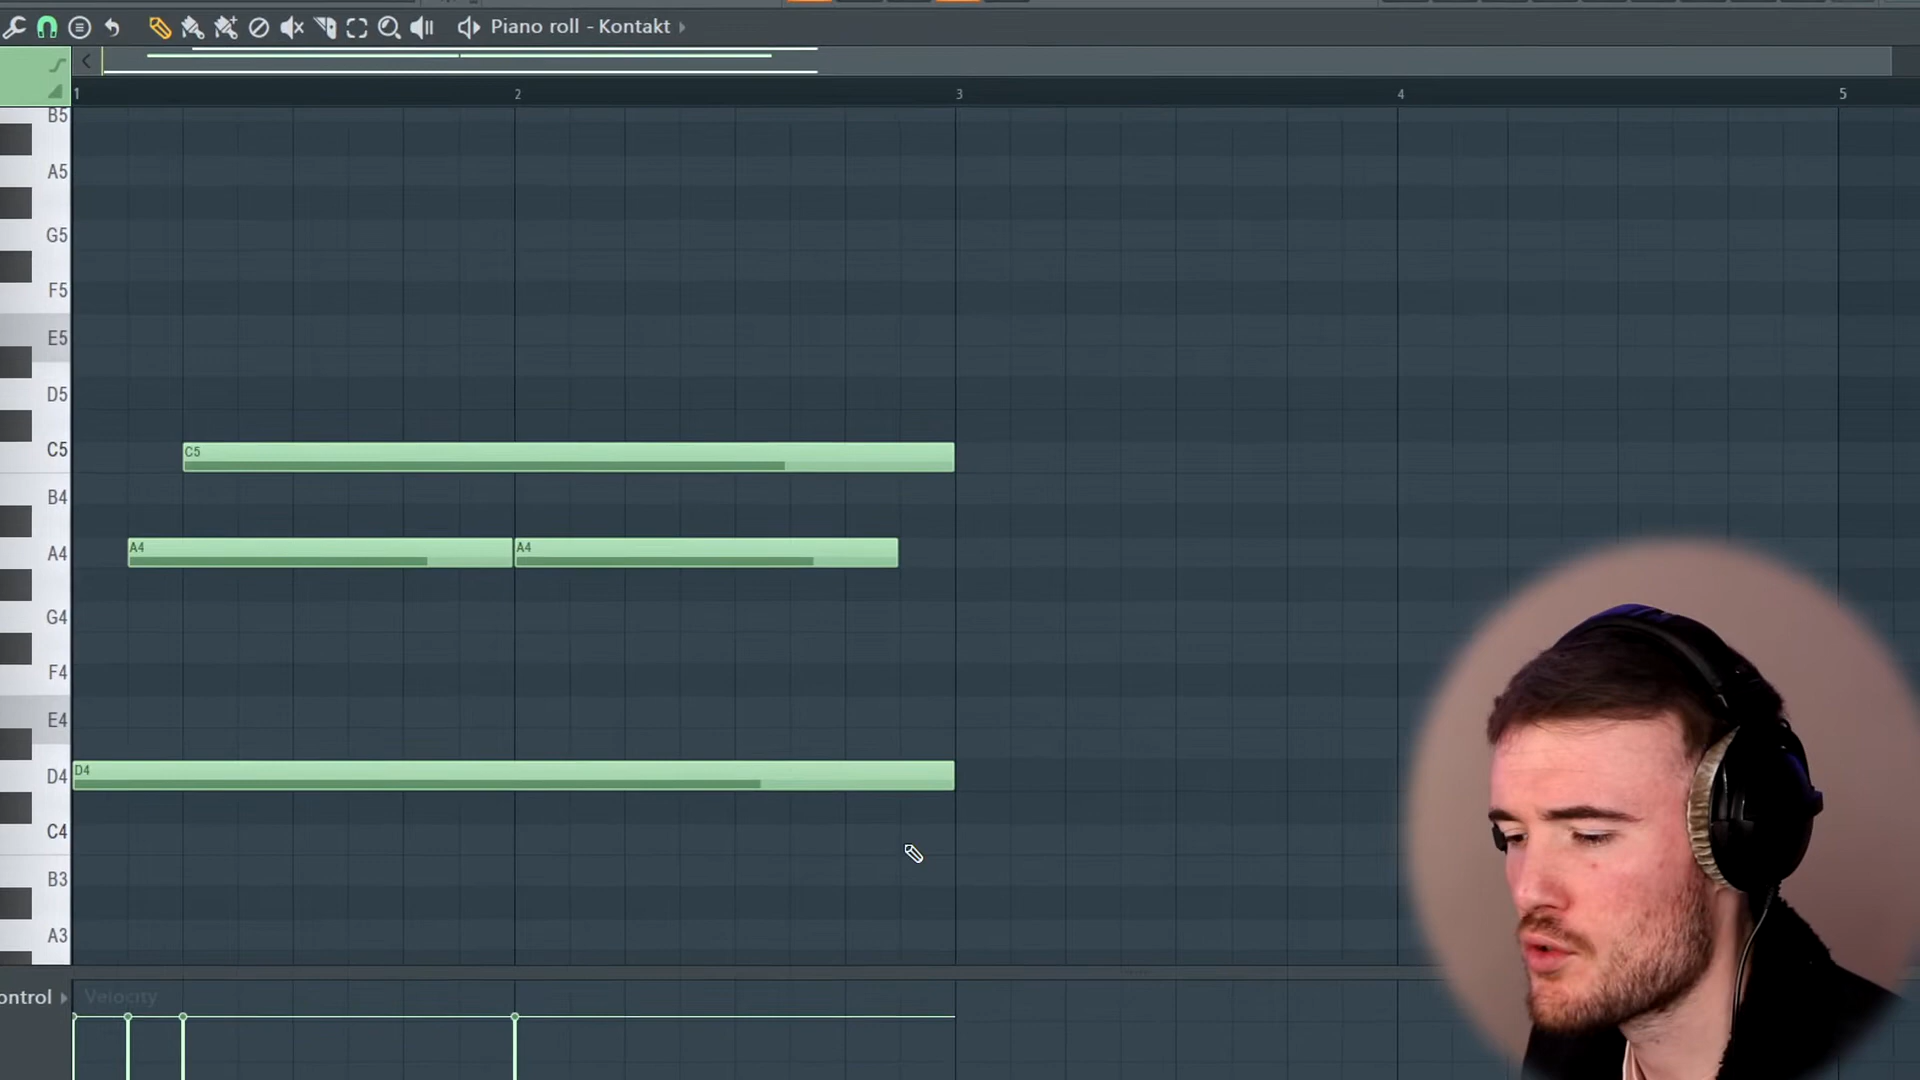 Piano roll - Kontakt
1 2 3 4 5
B5
A5
G5
F5
E5
D5
C5 C5
B4
A4 A4 A4
G4
F4
E4
D4 D4
C4
B3
A3
ontrol Velocity